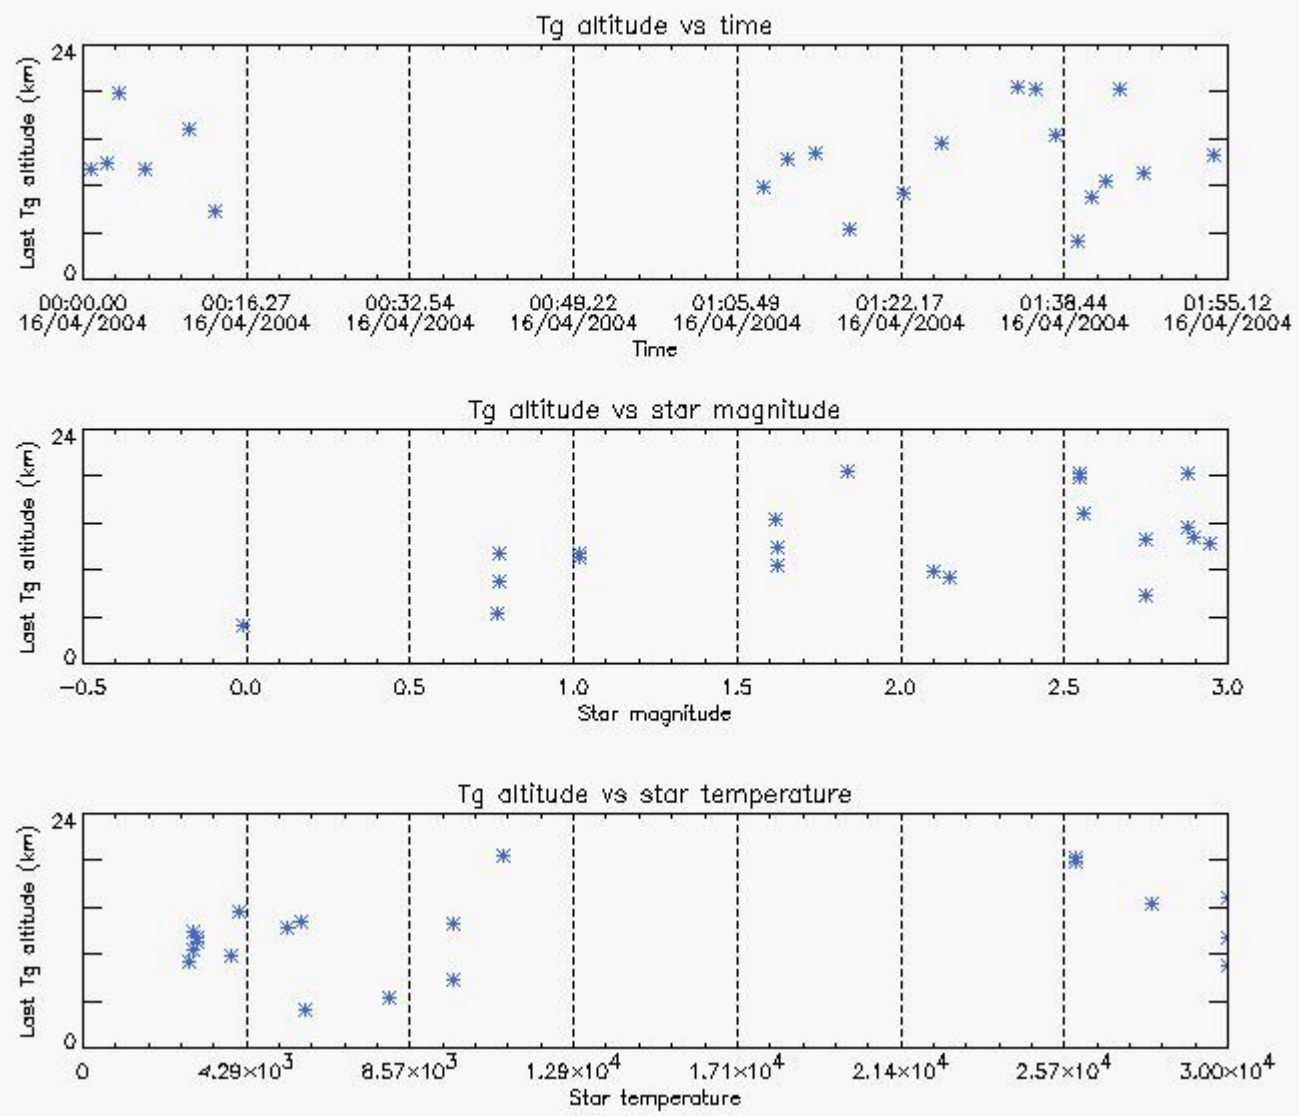 Tg altitude vs time
Last Tg altitude (km)
24
0
00:00.00 00:16.27 00:32.54 00:49.22 01:05.49 01:22.17 01:38.44 01:55.12
16/04/2004 16/04/2004 16/04/2004 16/04/2004 16/04/2004 16/04/2004 16/04/2004 16/04/2004
Time
Tg altitude vs star magnitude
Last Tg altitude (km)
24
0
−0.5 0.0 0.5 1.0 1.5 2.0 2.5 3.0
Star magnitude
Tg altitude vs star temperature
Last Tg altitude (km)
24
0
0 4.29×10³ 8.57×10³ 1.29×10⁴ 1.71×10⁴ 2.14×10⁴ 2.57×10⁴ 3.00×10⁴
Star temperature